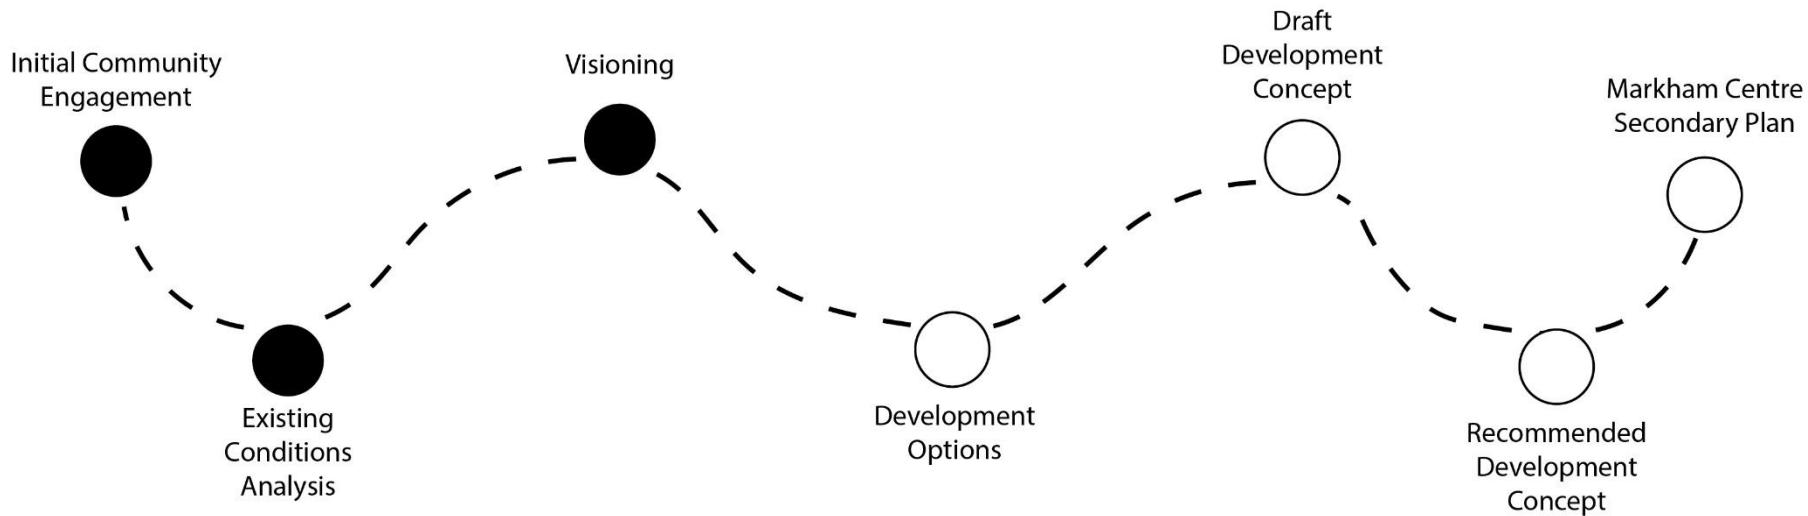 Initial Community
Engagement
Existing
Conditions
Analysis
Visioning
Development
Options
Draft
Development
Concept
Recommended
Development
Concept
Markham Centre
Secondary Plan